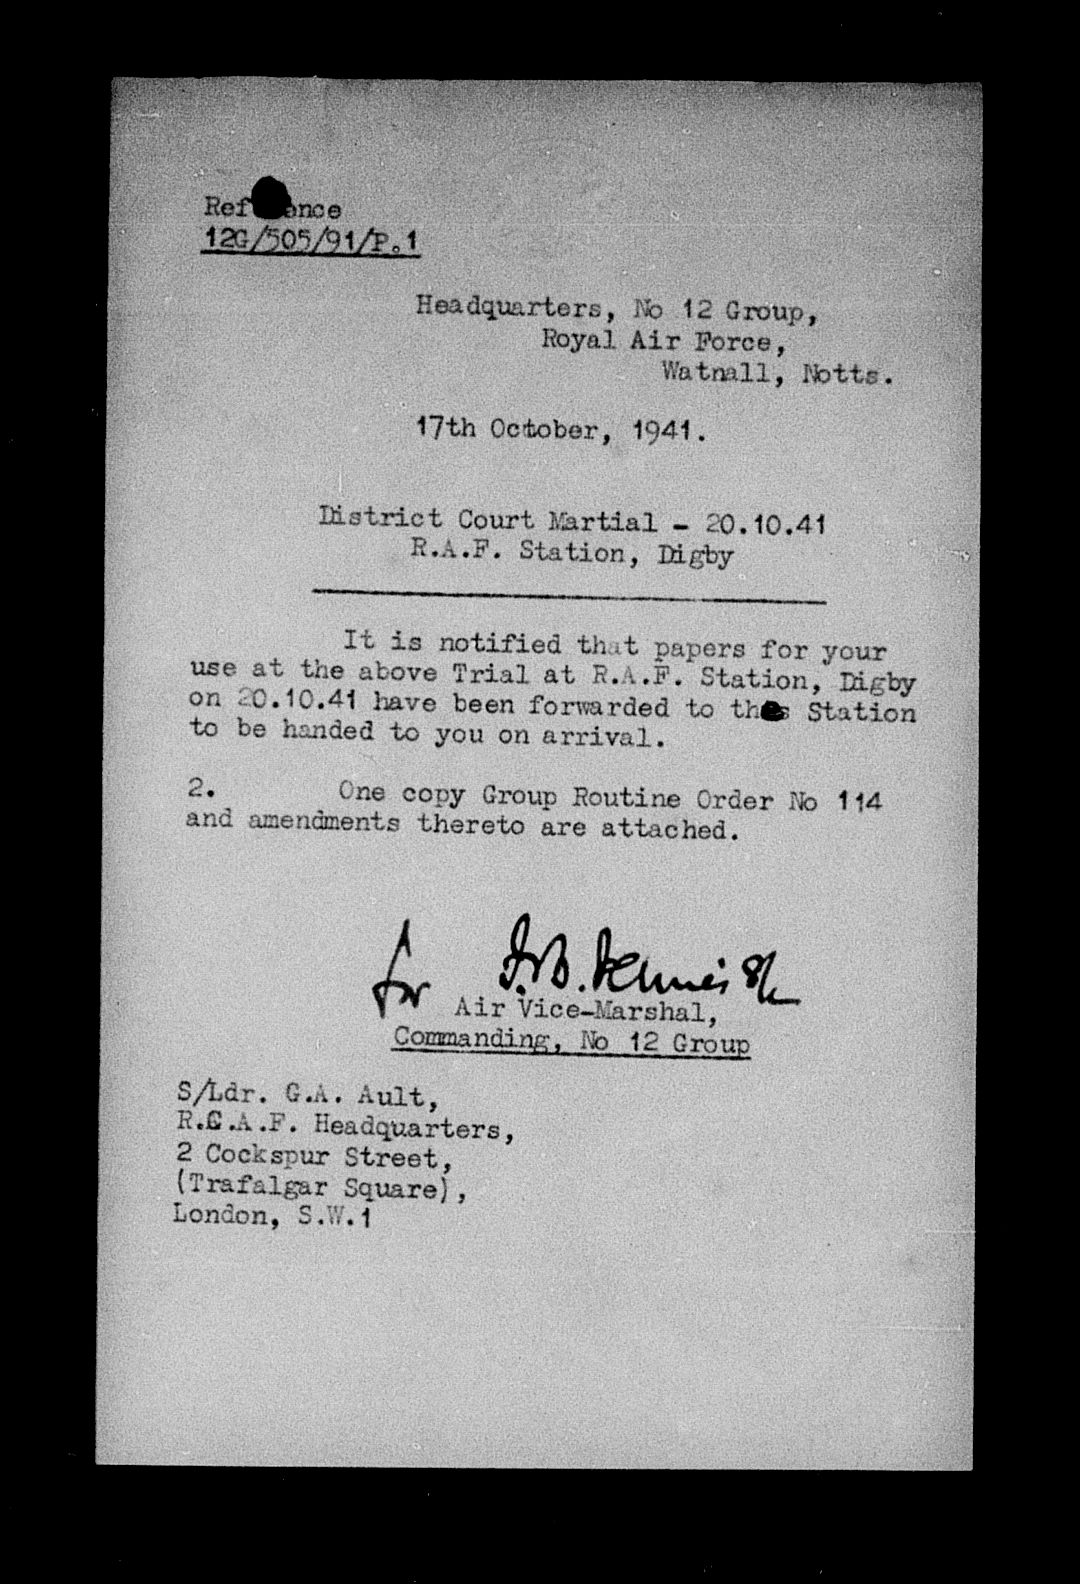 Reference
12G/505/91/P.1
Headquarters, No 12 Group,
Royal Air Force,
Watnall, Notts.
17th October, 1941.
District Court Martial - 20.10.41
R.A.F. Station, Digby
It is notified that papers for your
use at the above Trial at R.A.F. Station, Digby
on 20.10.41 have been forwarded to this Station
to be handed to you on arrival.
2. One copy Group Routine Order No 114
and amendments thereto are attached.
for
Air Vice-Marshal,
Commanding, No 12 Group
S/Ldr. G.A. Ault,
R.C.A.F. Headquarters,
2 Cockspur Street,
(Trafalgar Square),
London, S.W.1